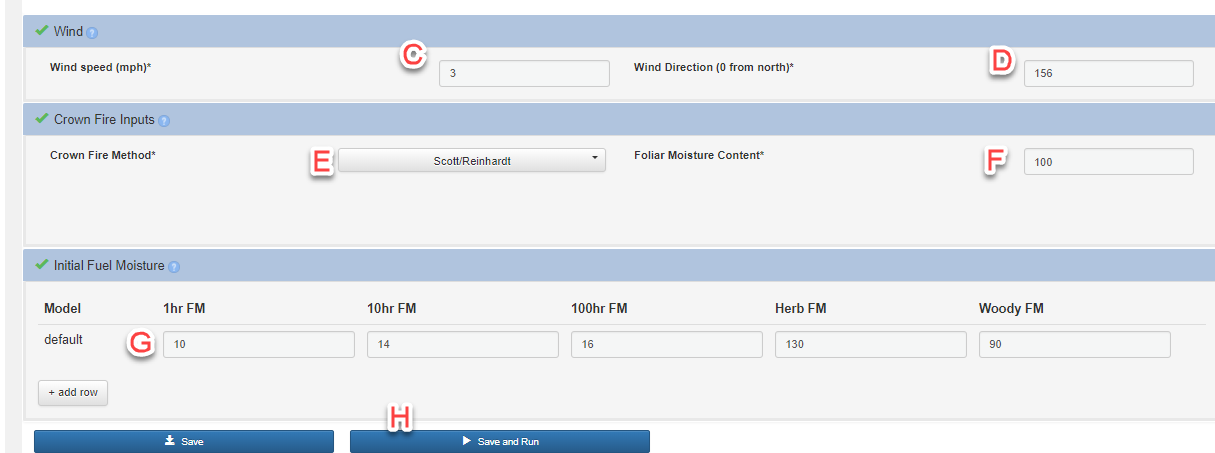 Wind ?
Wind speed (mph)* C 3 Wind Direction (0 from north)* D 156
Crown Fire Inputs ?
Crown Fire Method* E Scott/Reinhardt Foliar Moisture Content* F 100
Initial Fuel Moisture ?
Model 1hr FM 10hr FM 100hr FM Herb FM Woody FM
default G 10 14 16 130 90
+ add row
H
Save Save and Run